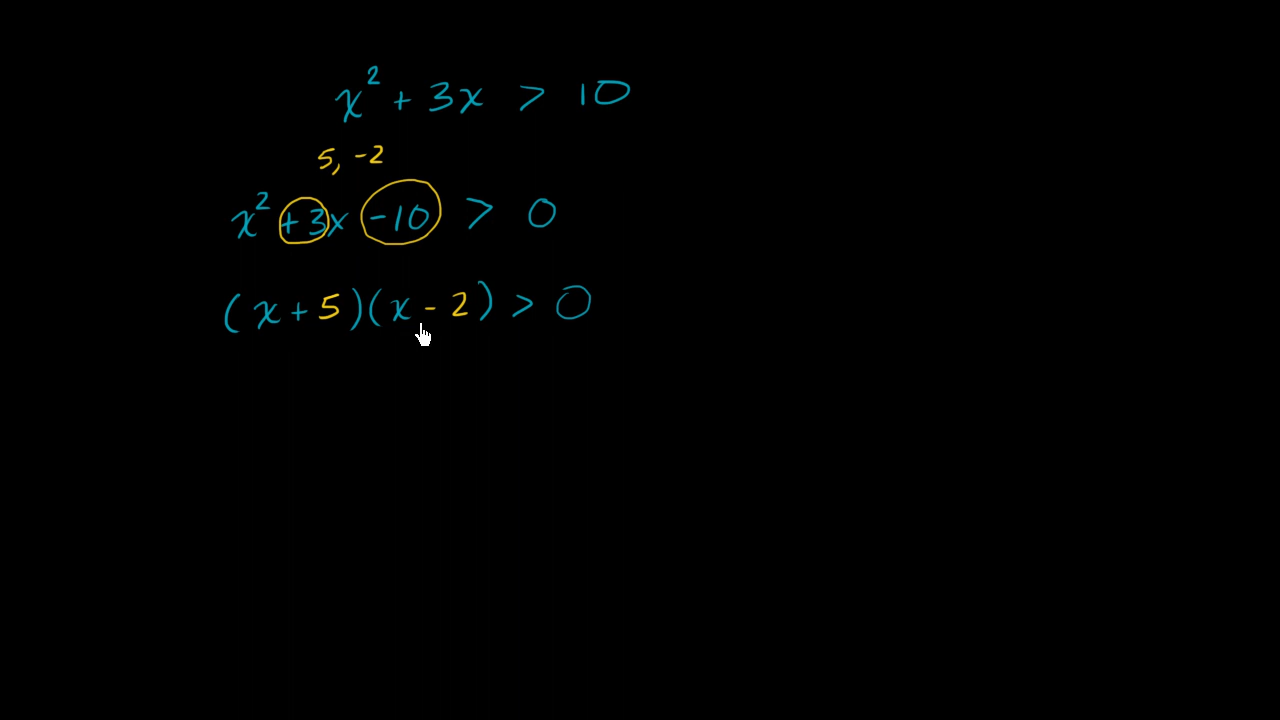 x² + 3x > 10
5, -2
x² +3x -10 > 0
(x + 5)(x - 2) > 0